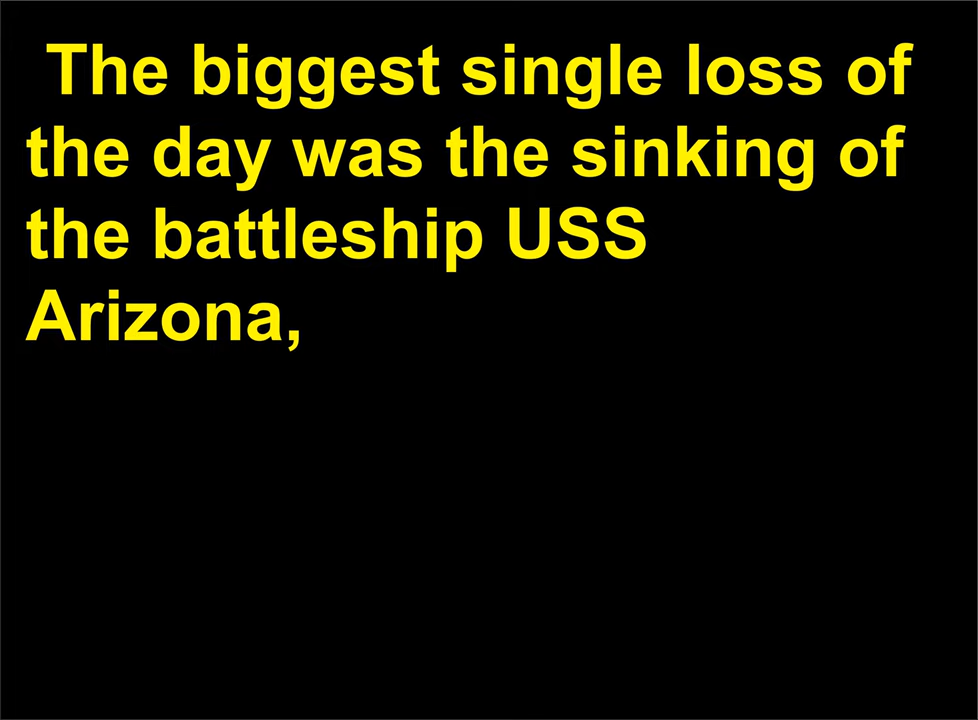 The biggest single loss of
the day was the sinking of
the battleship USS
Arizona,